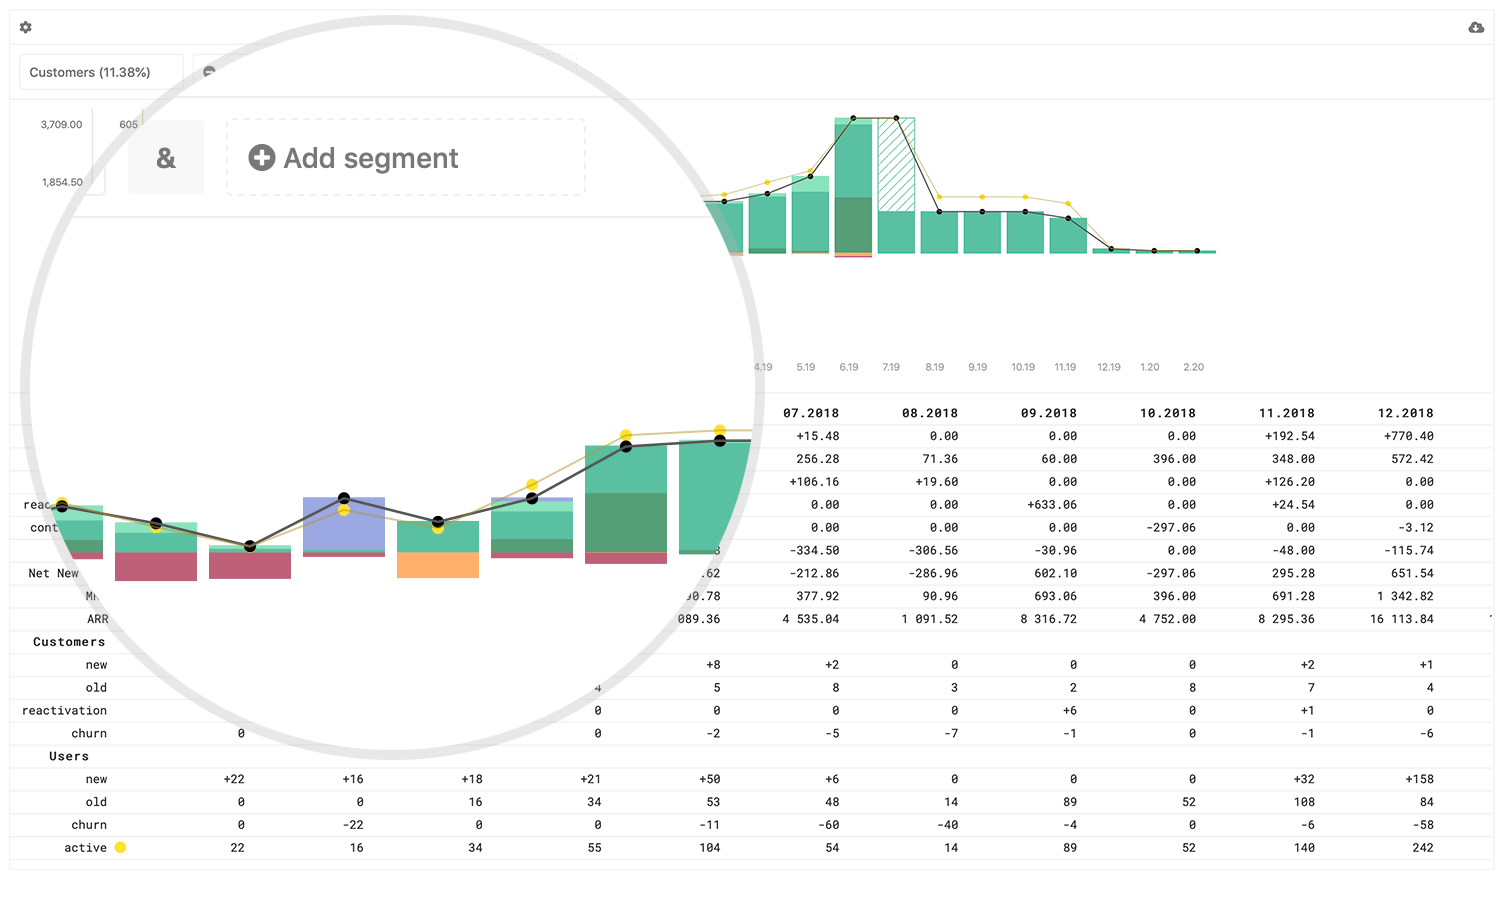 Customers (11.38%)
3,709.00 605
& Add segment
1,854.50
4.19 5.19 6.19 7.19 8.19 9.19 10.19 11.19 12.19 1.20 2.20
07.2018 08.2018 09.2018 10.2018 11.2018 12.2018
+15.48 0.00 0.00 0.00 +192.54 +770.40
256.28 71.36 60.00 396.00 348.00 572.42
+106.16 +19.60 0.00 0.00 +126.20 0.00
0.00 0.00 +633.06 0.00 +24.54 0.00
0.00 0.00 0.00 -297.06 0.00 -3.12
-334.50 -306.56 -30.96 0.00 -48.00 -115.74
Net New .62 -212.86 -286.96 602.10 -297.06 295.28 651.54
90.78 377.92 90.96 693.06 396.00 691.28 1 342.82
ARR 089.36 4 535.04 1 091.52 8 316.72 4 752.00 8 295.36 16 113.84
Customers
new +8 +2 0 0 0 +2 +1
old 4 5 8 3 2 8 7 4
reactivation 0 0 0 0 +6 0 +1 0
churn 0 0 -2 -5 -7 -1 0 -1 -6
Users
new +22 +16 +18 +21 +50 +6 0 0 0 +32 +158
old 0 0 16 34 53 48 14 89 52 108 84
churn 0 -22 0 0 -11 -60 -40 -4 0 -6 -58
active 22 16 34 55 104 54 14 89 52 140 242